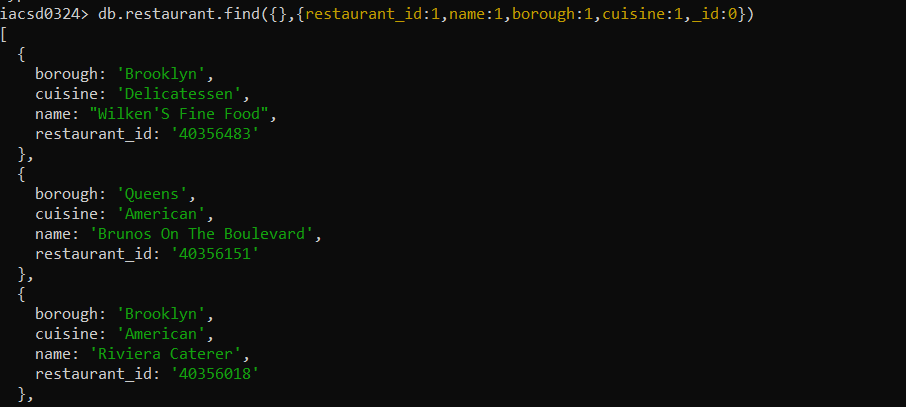 iacsd0324> db.restaurant.find({},{restaurant_id:1,name:1,borough:1,cuisine:1,_id:0})
[
  {
    borough: 'Brooklyn',
    cuisine: 'Delicatessen',
    name: "Wilken'S Fine Food",
    restaurant_id: '40356483'
  },
  {
    borough: 'Queens',
    cuisine: 'American',
    name: 'Brunos On The Boulevard',
    restaurant_id: '40356151'
  },
  {
    borough: 'Brooklyn',
    cuisine: 'American',
    name: 'Riviera Caterer',
    restaurant_id: '40356018'
  },